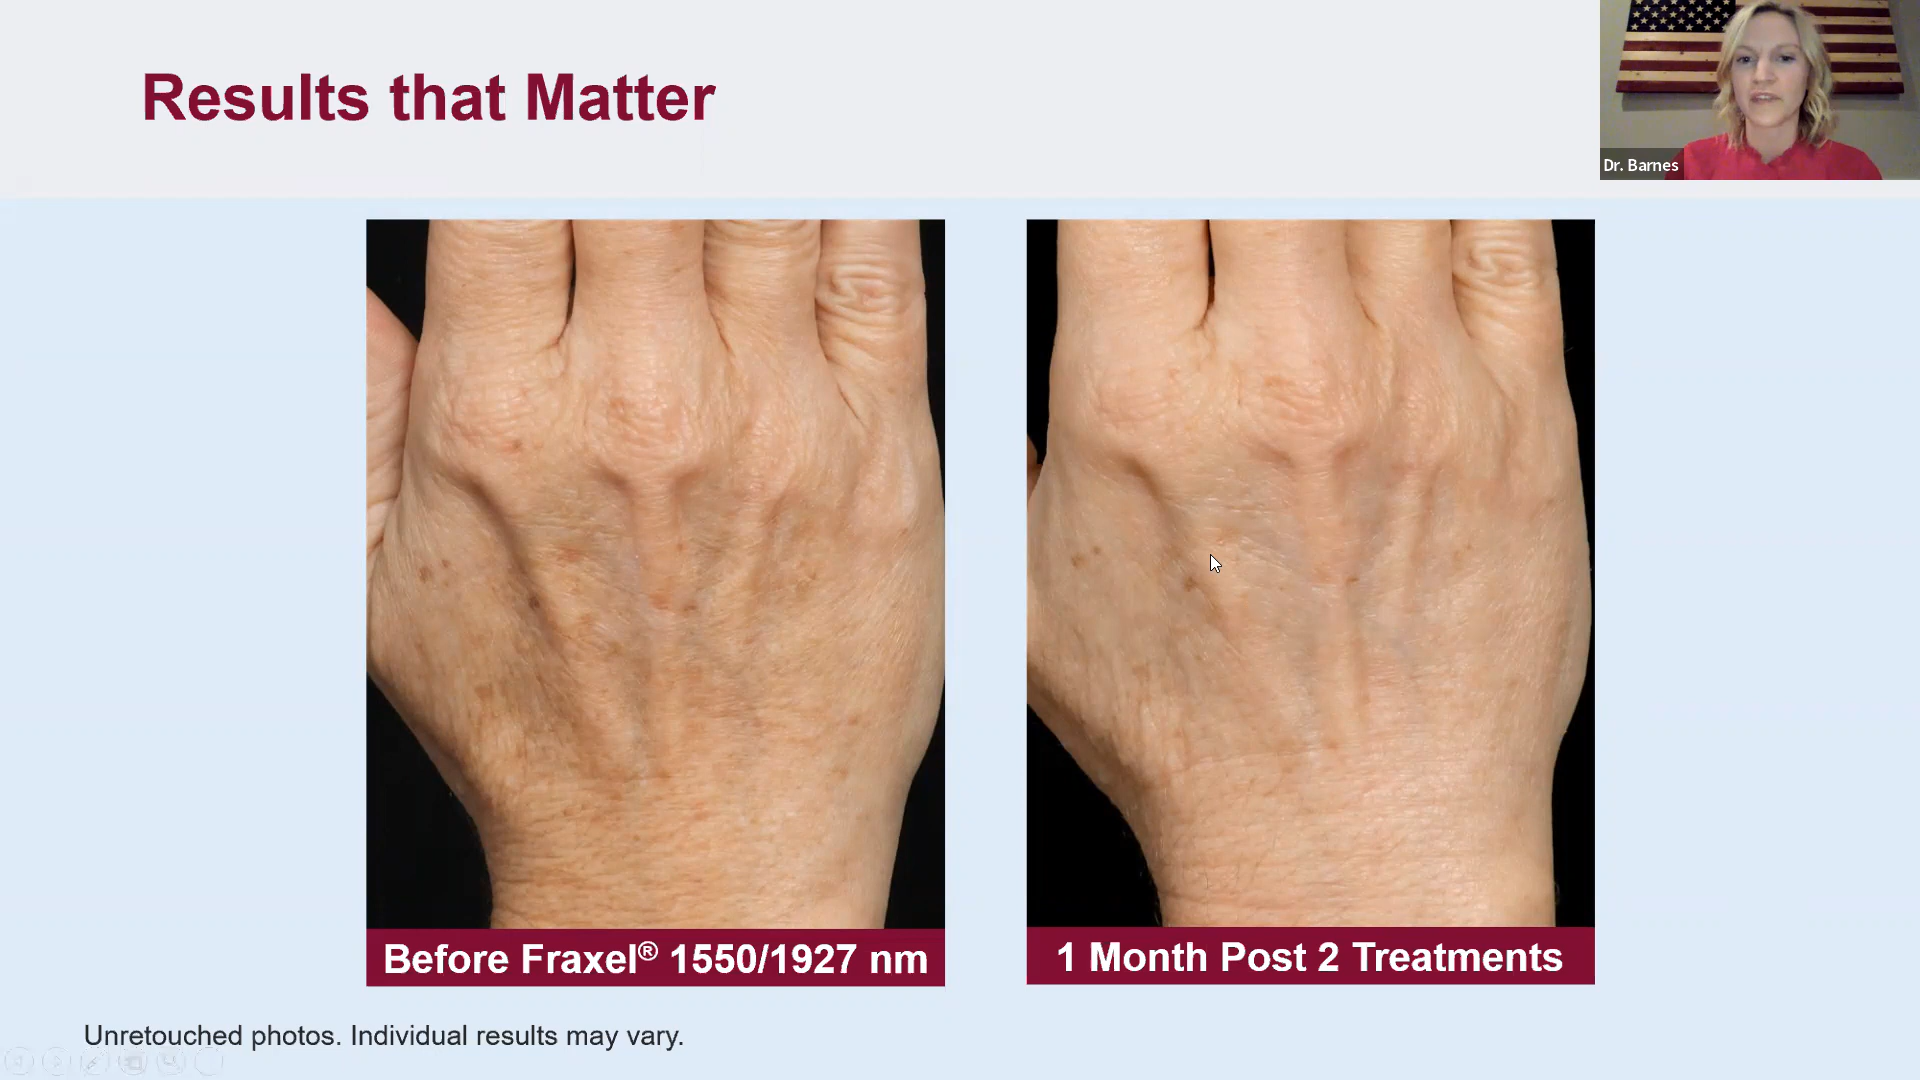 Results that Matter
Dr. Barnes
Before Fraxel® 1550/1927 nm
1 Month Post 2 Treatments
Unretouched photos. Individual results may vary.